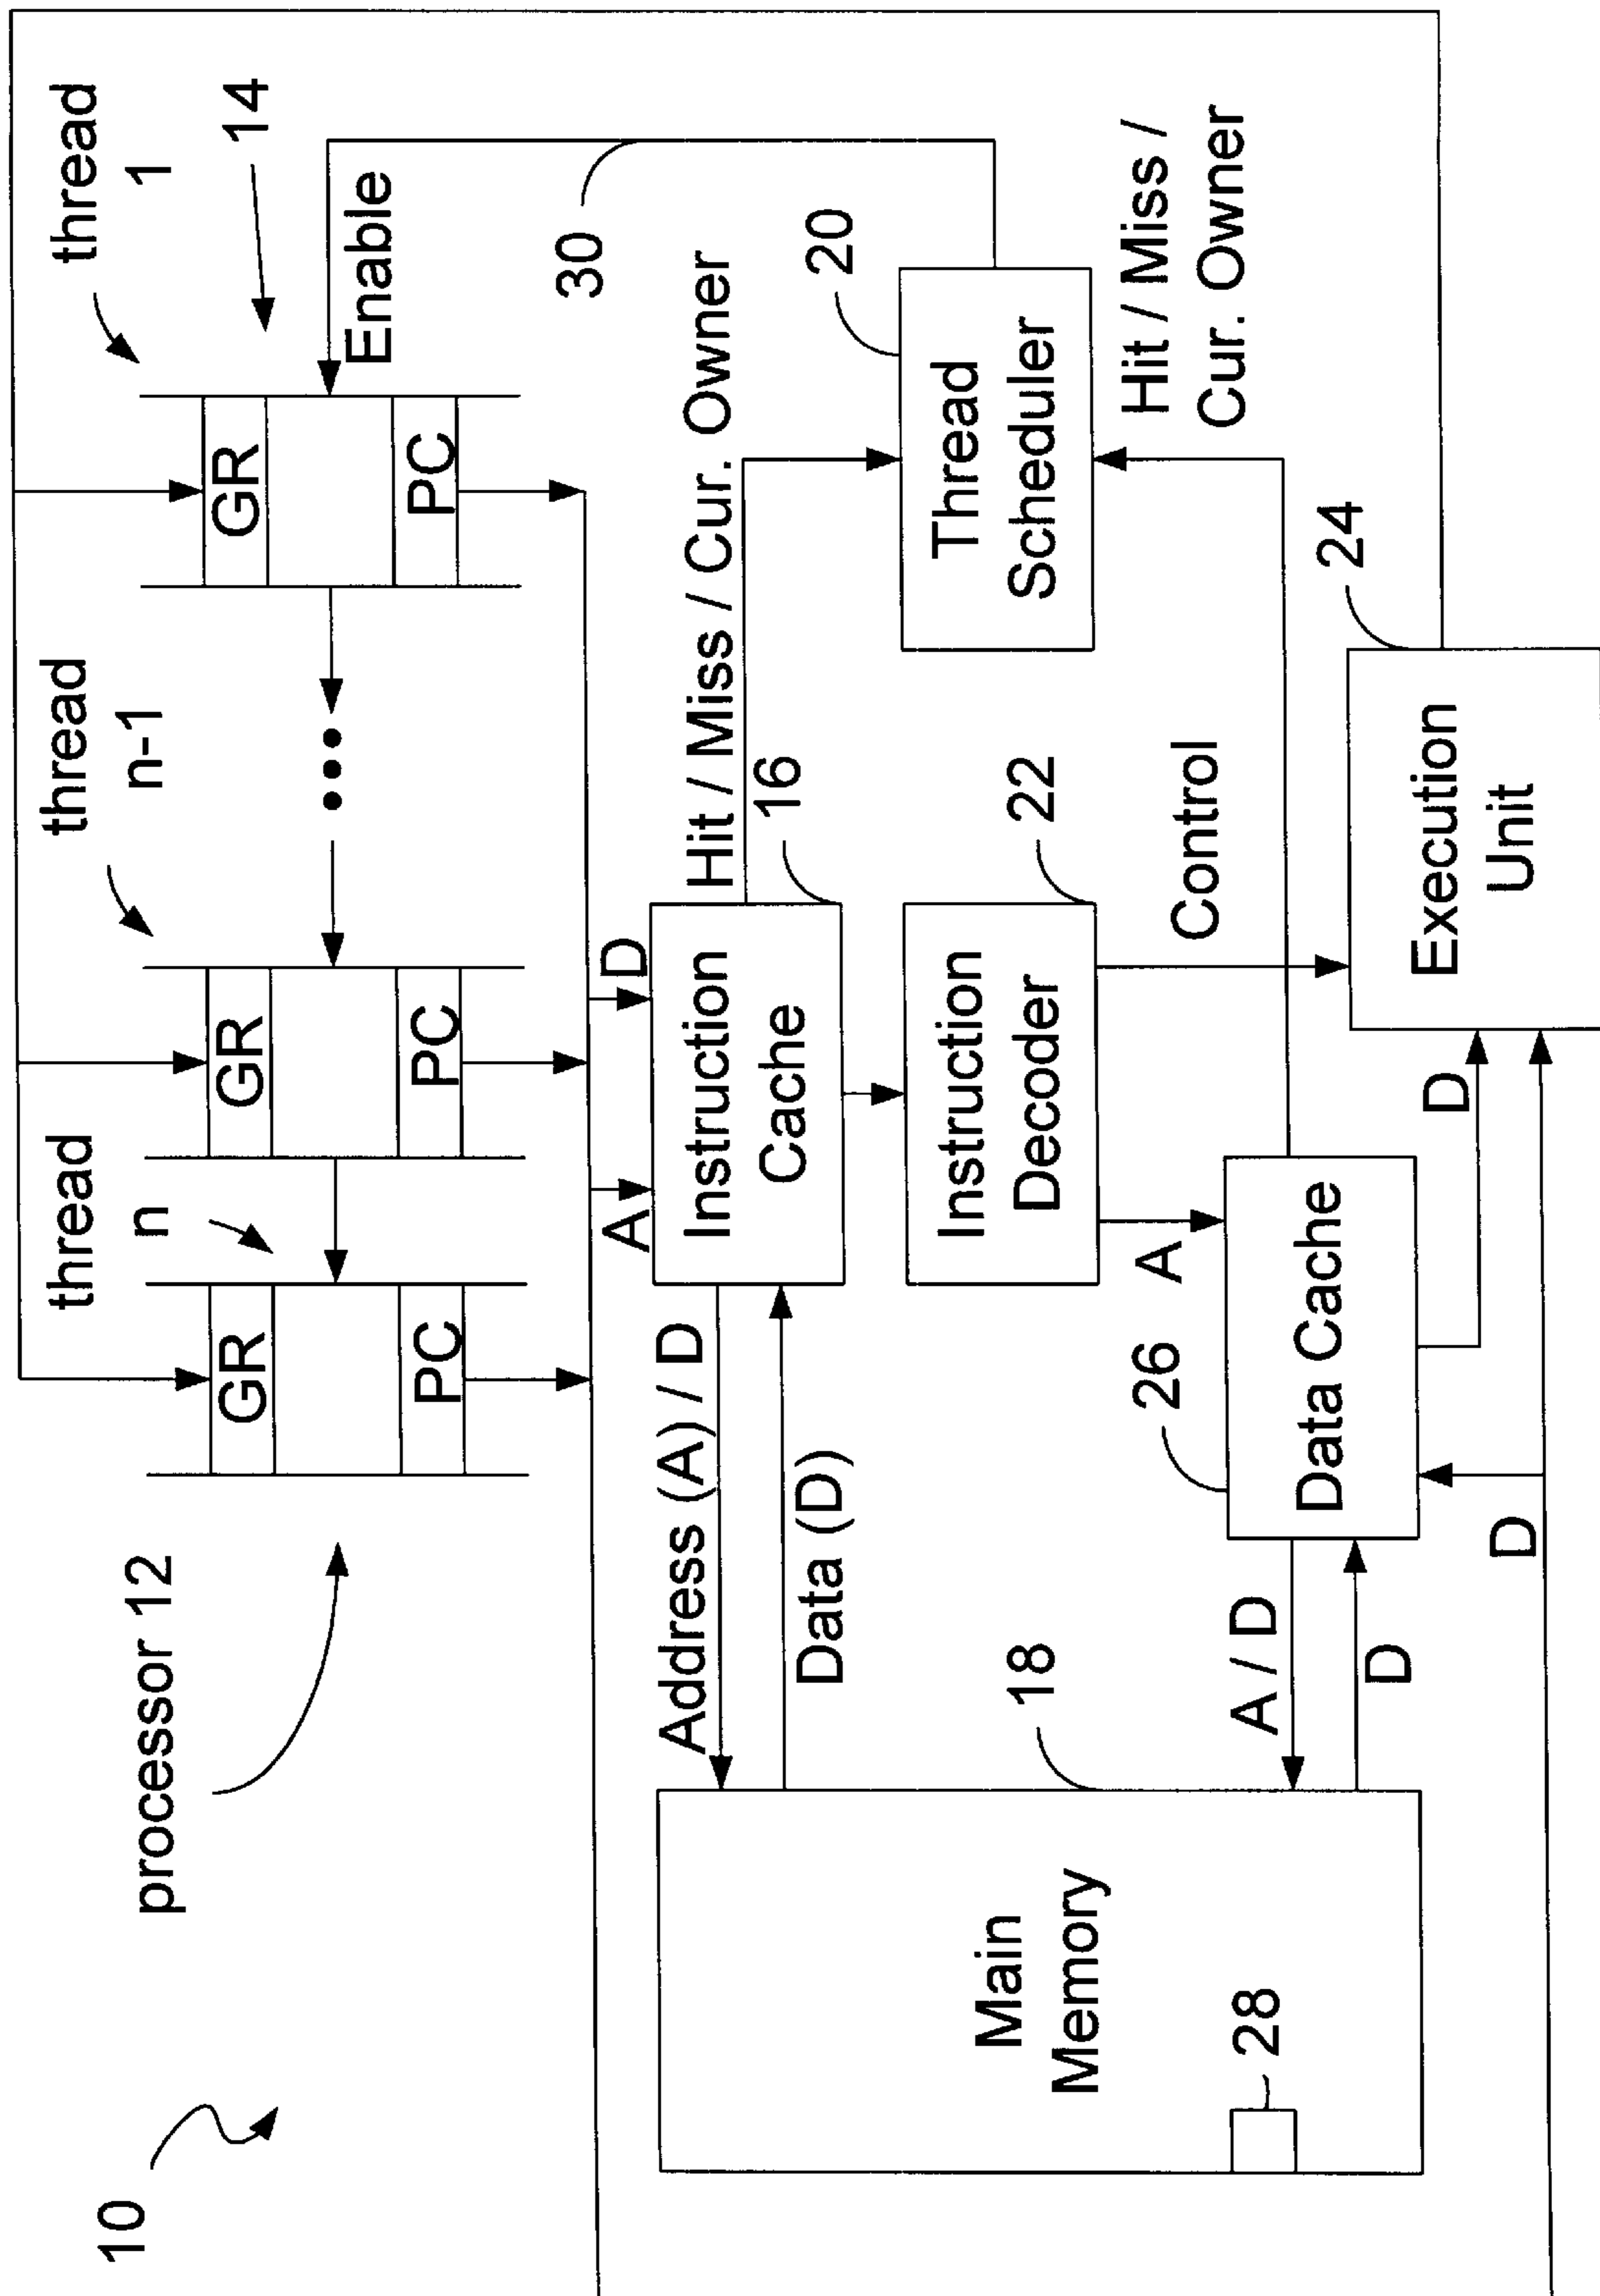 10
processor 12
thread
n
thread
n-1
thread
1
14
GR
GR
GR
PC
PC
PC
Enable
30
A
D
Address (A) / D
Data (D)
Instruction
Cache
Hit / Miss / Cur. Owner
16
20
Thread
Scheduler
Main
Memory
18
28
Instruction
Decoder
22
A
Control
Hit / Miss /
Cur. Owner
26
A / D
D
Data Cache
D
D
24
Execution
Unit